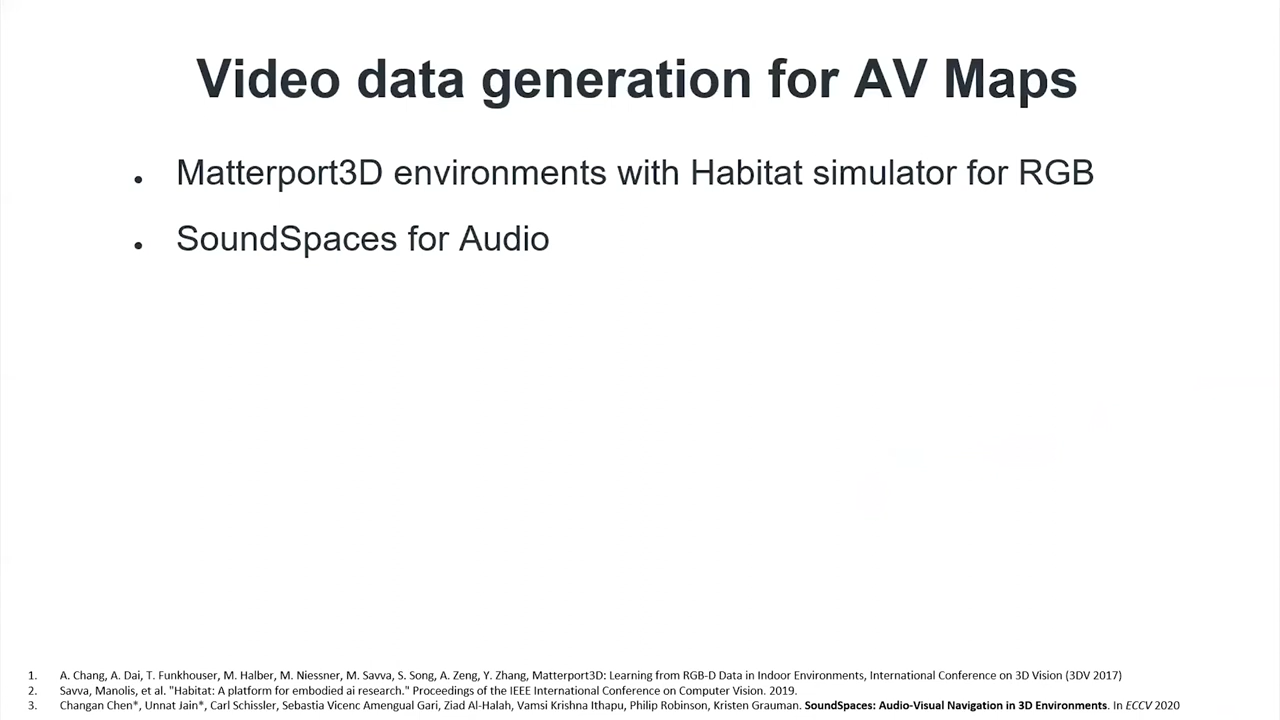 Video data generation for AV Maps
• Matterport3D environments with Habitat simulator for RGB
• SoundSpaces for Audio
1. A. Chang, A. Dai, T. Funkhouser, M. Halber, M. Niessner, M. Savva, S. Song, A. Zeng, Y. Zhang, Matterport3D: Learning from RGB-D Data in Indoor Environments, International Conference on 3D Vision (3DV 2017)
2. Savva, Manolis, et al. "Habitat: A platform for embodied ai research." Proceedings of the IEEE International Conference on Computer Vision. 2019.
3. Changan Chen*, Unnat Jain*, Carl Schissler, Sebastia Vicenc Amengual Gari, Ziad Al-Halah, Vamsi Krishna Ithapu, Philip Robinson, Kristen Grauman. SoundSpaces: Audio-Visual Navigation in 3D Environments. In ECCV 2020